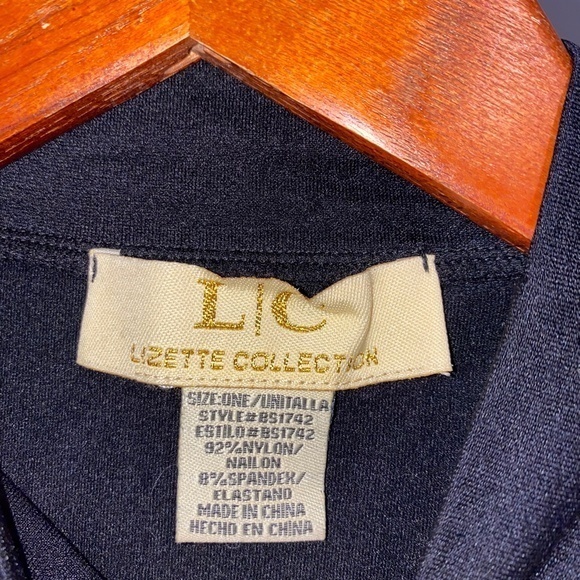 L|C
LIZETTE COLLECTION
SIZE:ONE/UNITALLA
STYLE#BS1742
ESTILO#BS1742
92%NYLON/
NAILON
8%SPANDEX/
ELASTANO
MADE IN CHINA
HECHO EN CHINA